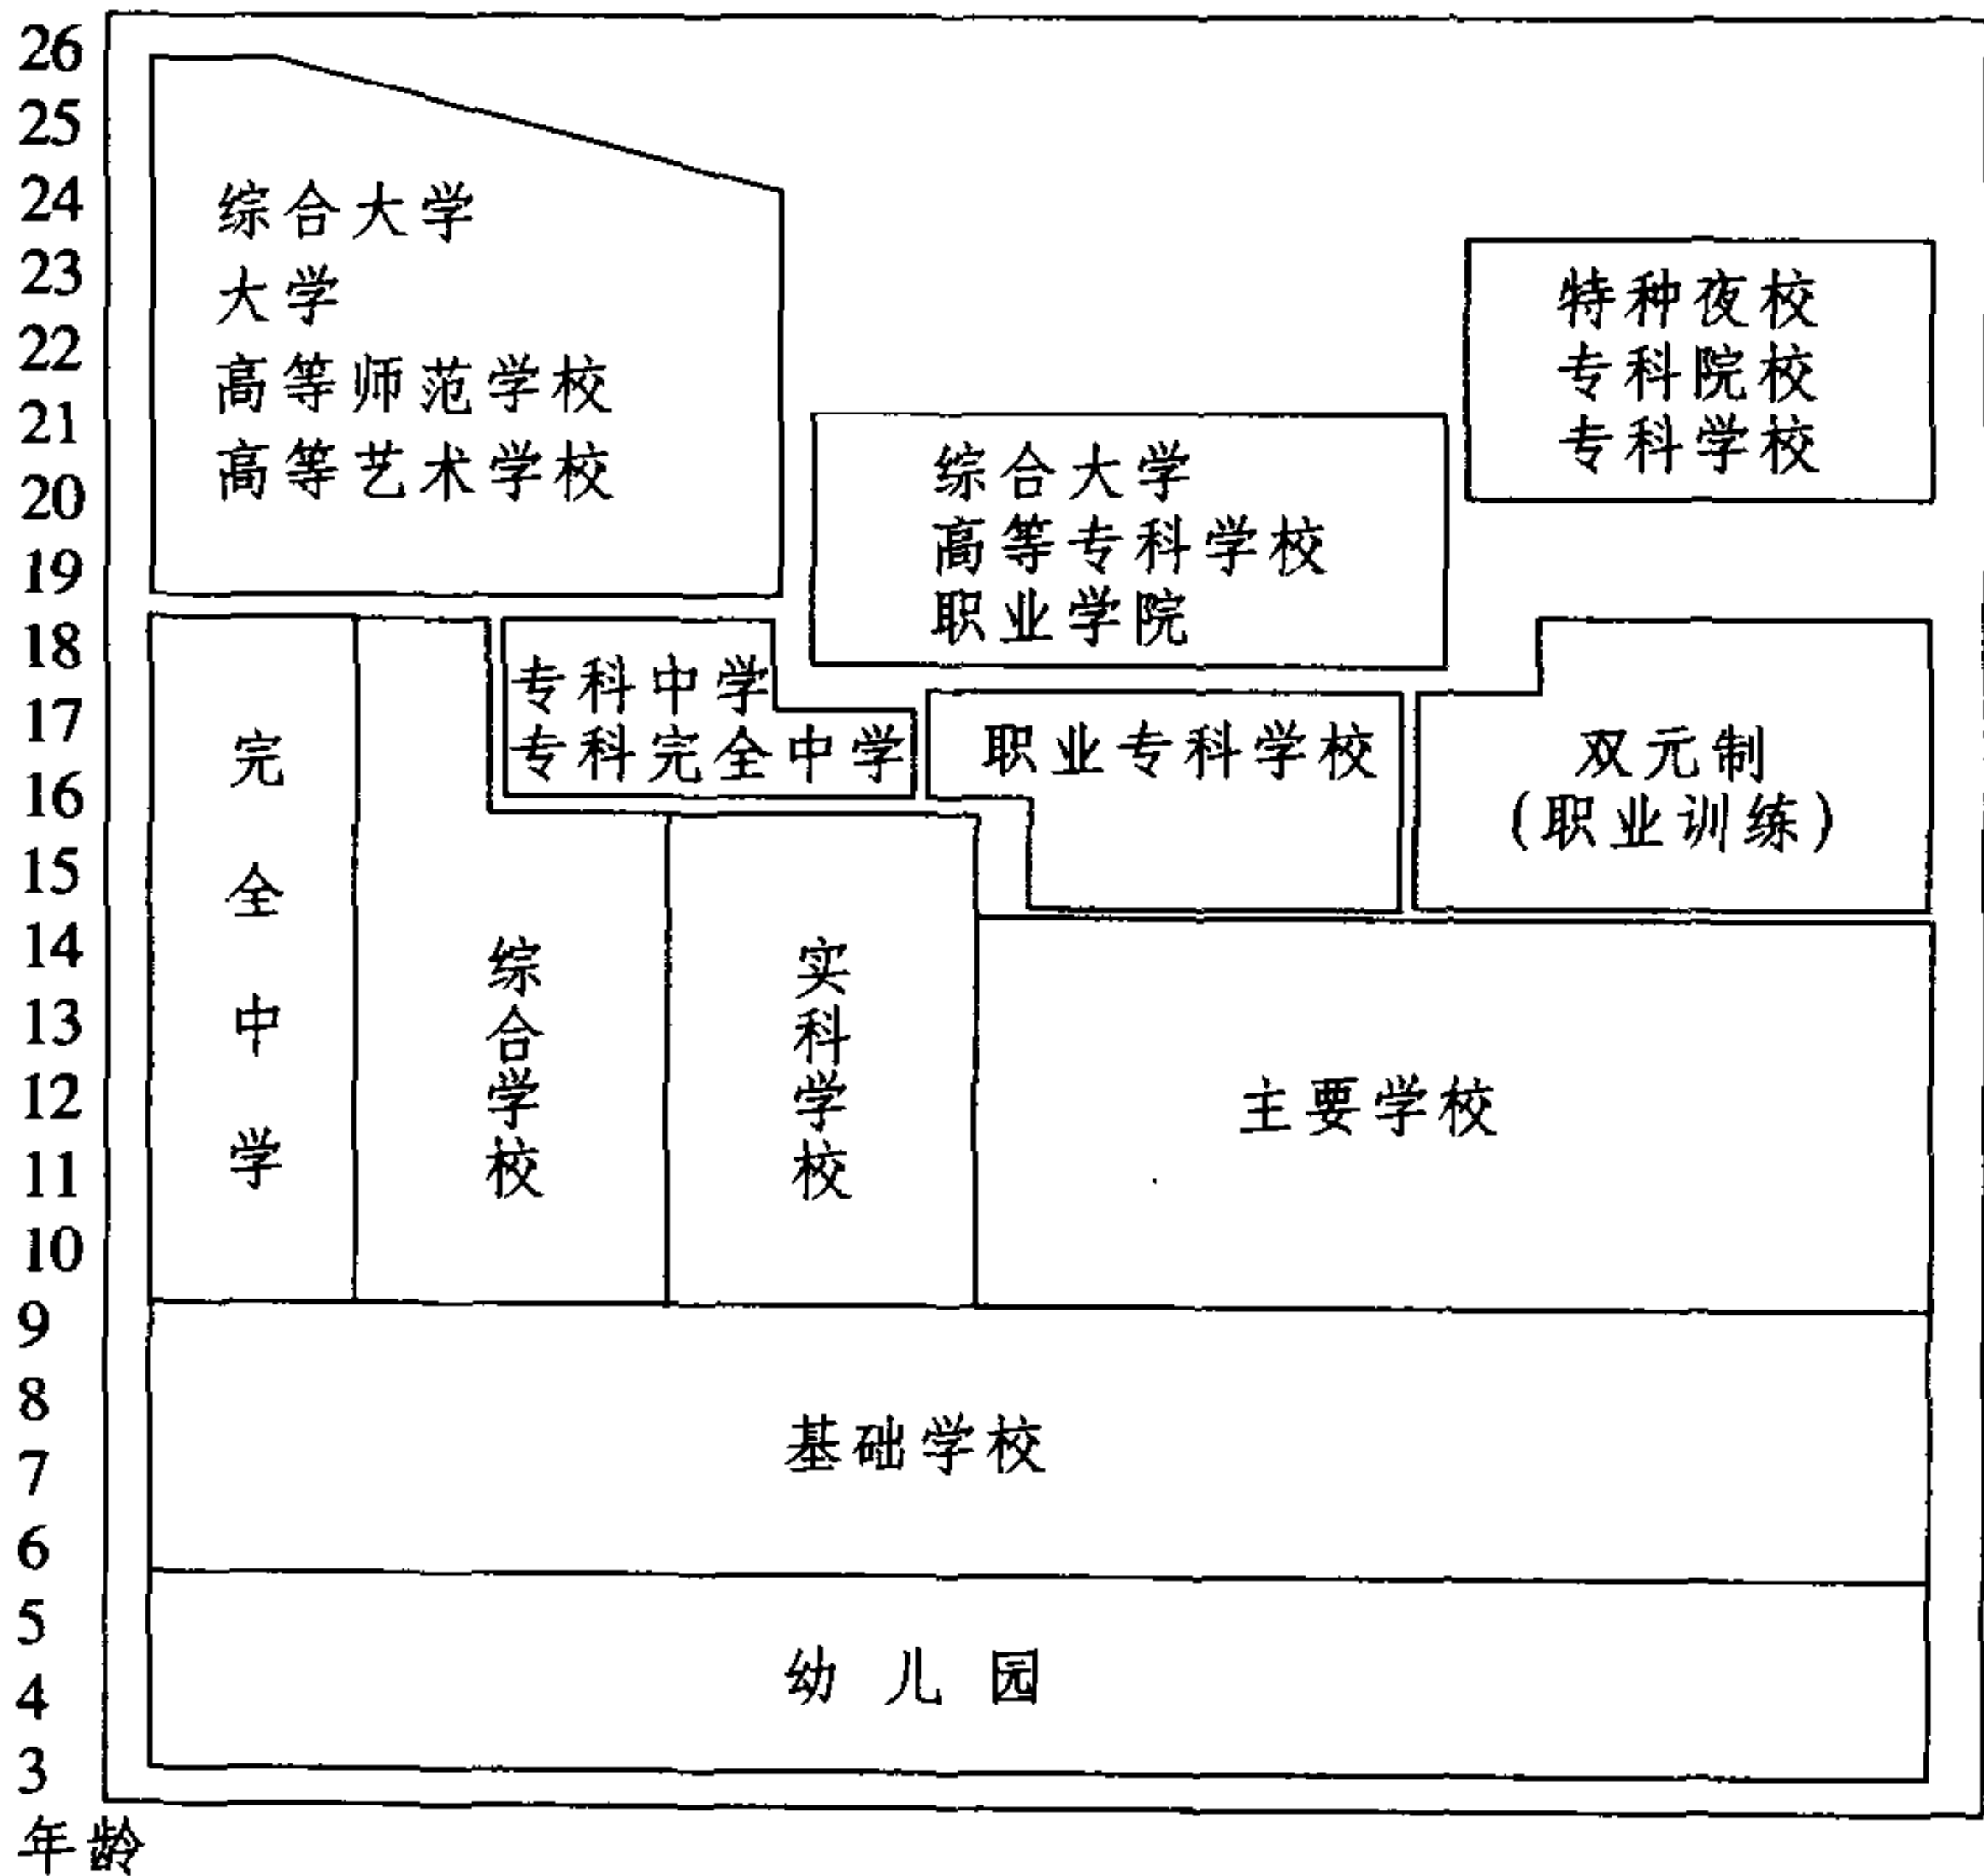 26
25
24
23
22
21
20
19
18
17
16
15
14
13
12
11
10
9
8
7
6
5
4
3
年龄
综合大学
大学
高等师范学校
高等艺术学校
特种夜校
专科院校
专科学校
综合大学
高等专科学校
职业学院
专科中学
专科完全中学
职业专科学校
双元制
(职业训练)
完全中学
综合学校
实科学校
主要学校
基础学校
幼儿园